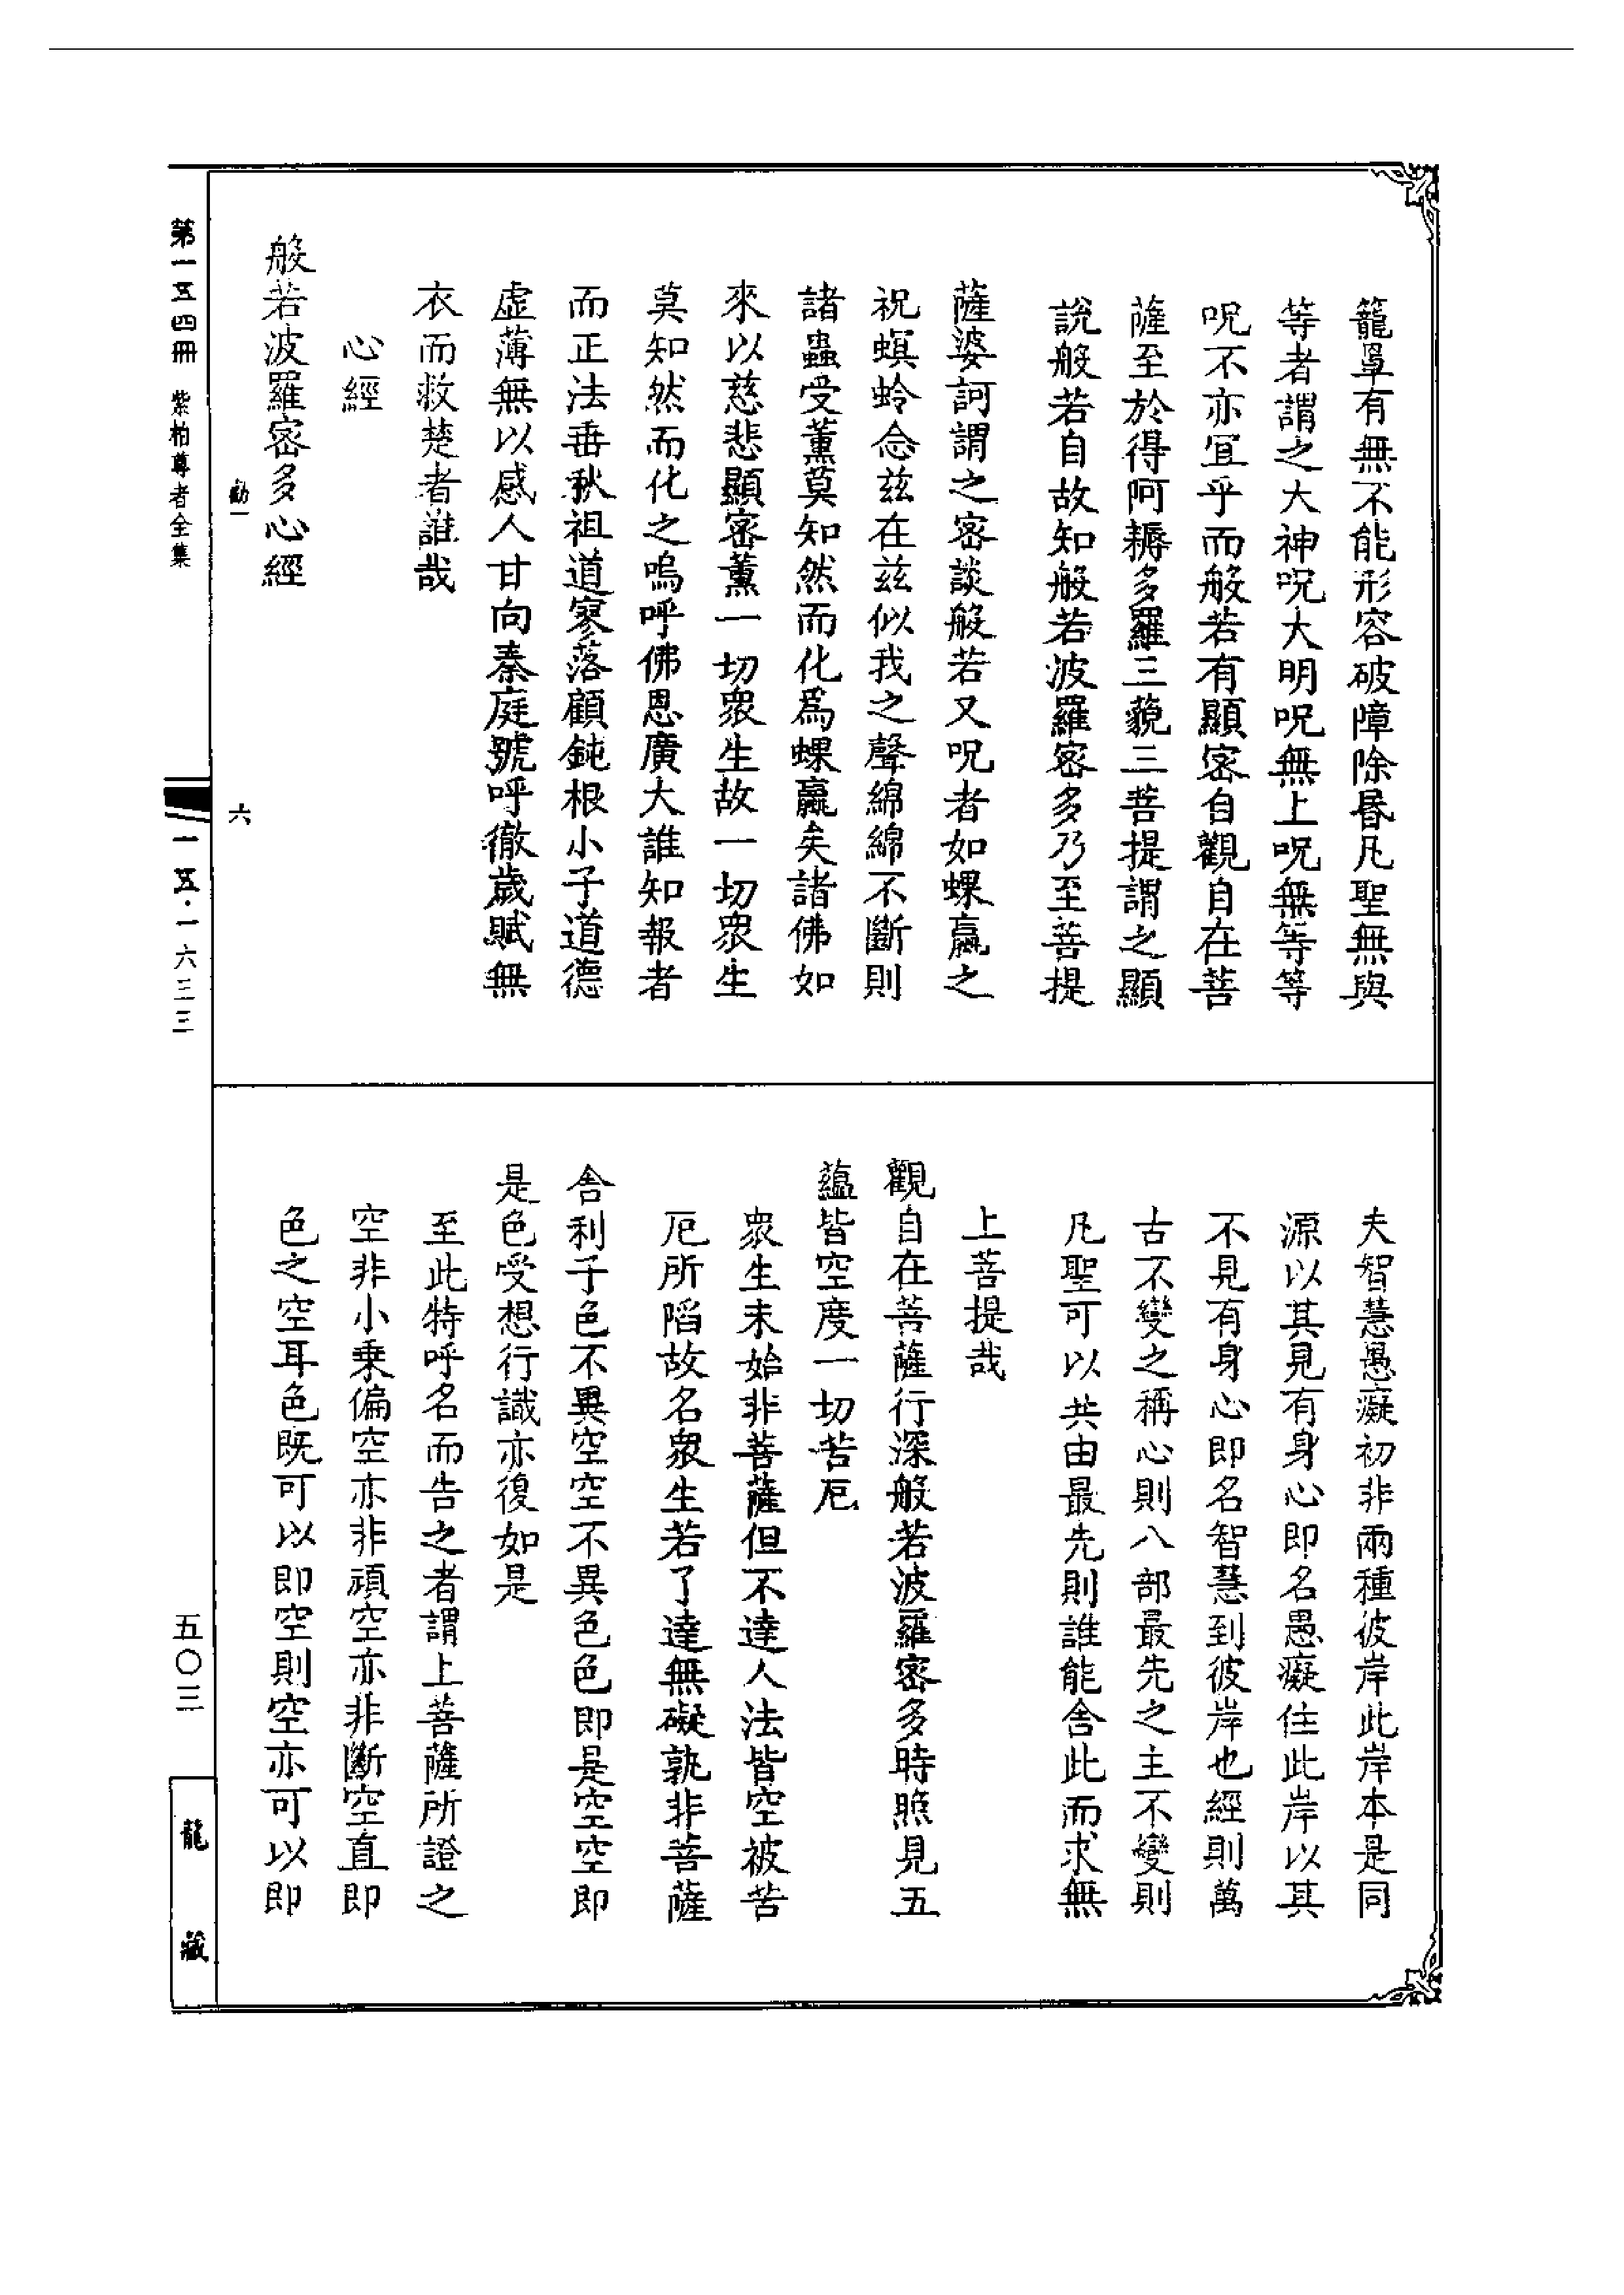 籠罩有無不能形容破障除昏凡聖無與
等者謂之大神呪大明呪無上呪無等等
呪不亦宜乎而般若有顯密自觀自在菩
薩至於得阿耨多羅三藐三菩提謂之顯
說般若自故知般若波羅密多乃至菩提
薩婆訶謂之密談般若又呪者如蜾蠃之
祝螟蛉念茲在茲似我之聲綿綿不斷則
諸蟲受薰莫知然而化為蜾蠃矣諸佛如
來以慈悲顯密薰一切眾生故一切眾生
莫知然而化之嗚呼佛恩廣大誰知報者
而正法垂秋祖道寥落顧鈍根小子道德
虛薄無以感人甘向秦庭號呼徹歲賦無
衣而救楚者誰哉
心經
般若波羅密多心經
夫智慧愚癡初非兩種彼岸此岸本是同
源以其見有身心即名愚癡住此岸以其
不見有身心即名智慧到彼岸也經則萬
古不變之稱心則八部最先之主不變則
凡聖可以共由最先則誰能舍此而求無
上菩提哉
觀自在菩薩行深般若波羅密多時照見五
蘊皆空度一切苦厄
眾生未始非菩薩但不達人法皆空被苦
厄所陷故名眾生若了達無礙孰非菩薩
舍利子色不異空空不異色色即是空空即
是色受想行識亦復如是
至此特呼名而告之者謂上菩薩所證之
空非小乘偏空亦非頑空亦非斷空直即
色之空耳色既可以即空則空亦可以即
勸一
六
第一五四冊 紫柏尊者全集
一五·一六三三
五〇三
龍藏